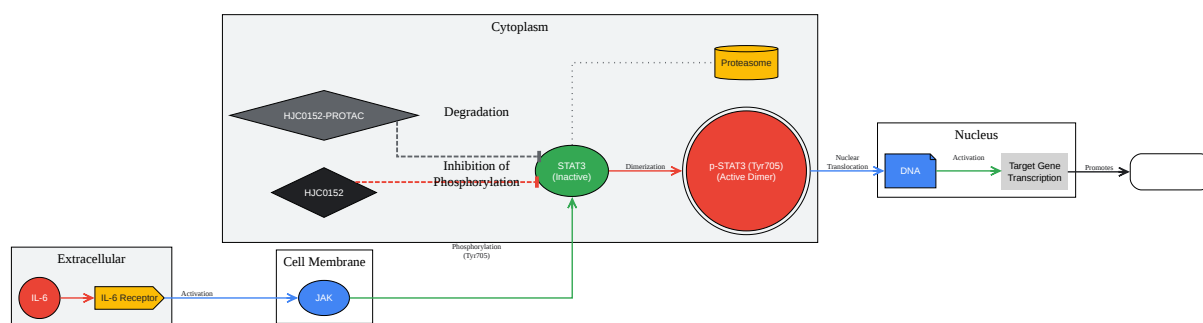 Cytoplasm
Proteasome
HJC0152-PROTAC
Degradation
Inhibition of
Phosphorylation
HJC0152
STAT3
(Inactive)
Dimerization
p-STAT3 (Tyr705)
(Active Dimer)
Nuclear
Translocation
Nucleus
DNA
Activation
Target Gene
Transcription
Promotes
Phosphorylation
(Tyr705)
Extracellular
IL-6
IL-6 Receptor
Activation
Cell Membrane
JAK